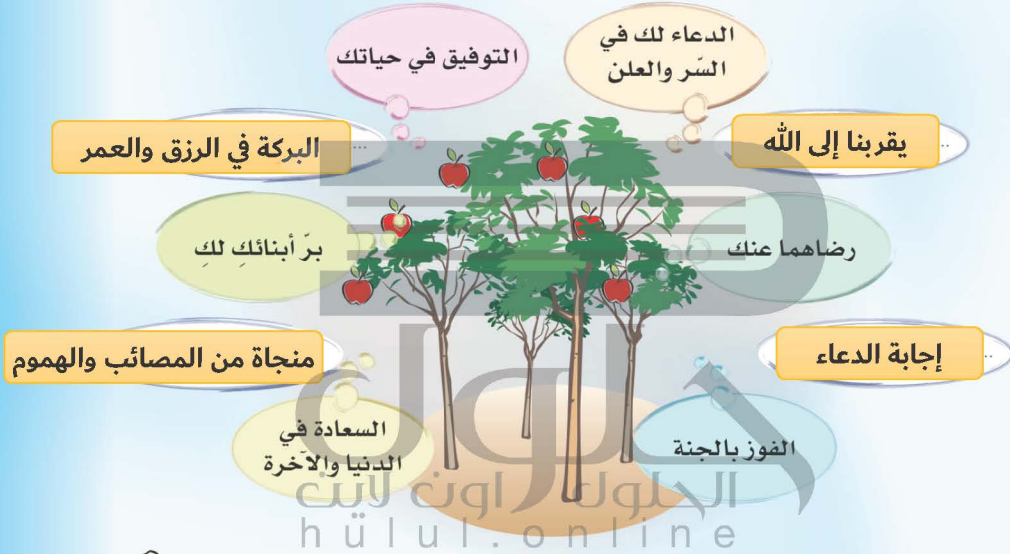 الدعاء لك في
السّر والعلن
التوفيق في حياتك
يقربنا إلى الله
البركة في الرزق والعمر
رضاهما عنك
برّ أبنائكِ لكِ
إجابة الدعاء
منجاة من المصائب والهموم
الفوز بالجنة
السعادة في
الدنيا والآخرة
حلول
الحلول اون لاين
hulul.online